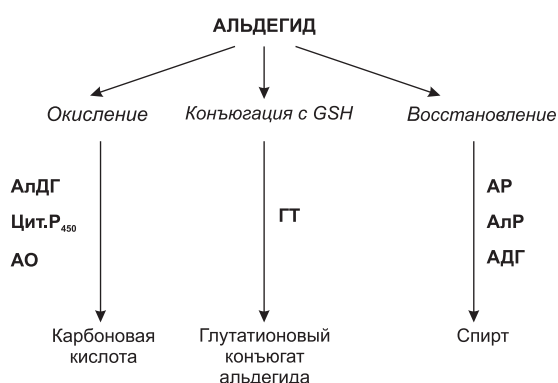 АЛЬДЕГИД
Окисление
Конъюгация с GSH
Восстановление
АлДГ
Цит.P450
АО
ГТ
АР
АлР
АДГ
Карбоновая
кислота
Глутатионовый
конъюгат
альдегида
Спирт